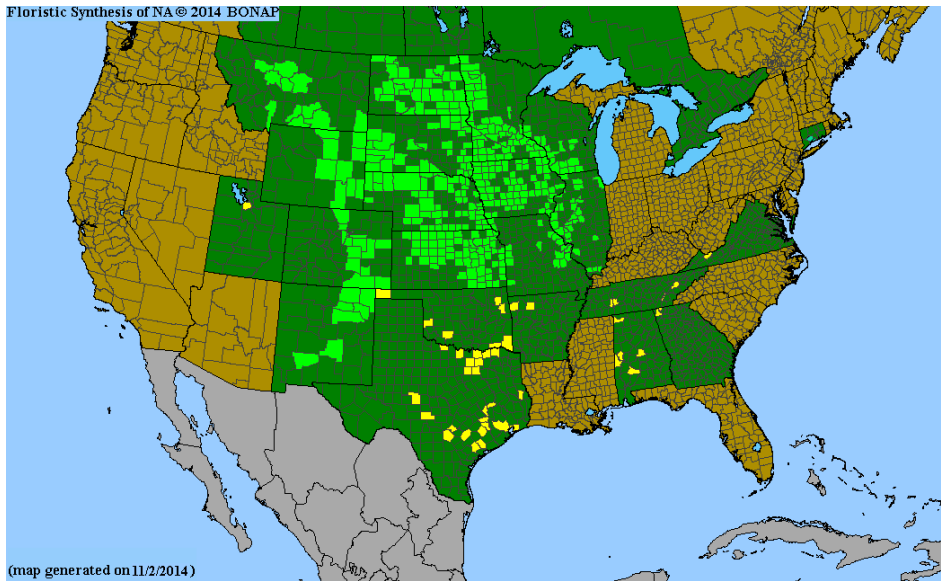 Floristic Synthesis of NA © 2014 BONAP
(map generated on 11/2/2014)